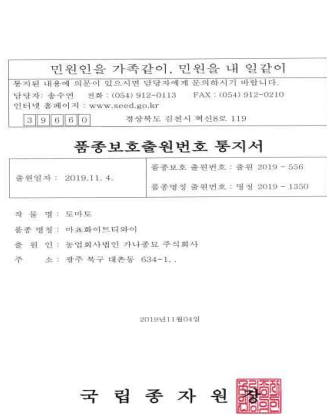 민원인을 가족같이, 민원을 내 일같이
통지된 내용에 의문이 있으시면 담당자에게 문의하시기 바랍니다.
담당자: 송수연 전화 : (054) 912-0113 FAX : (054) 912-0210
인터넷 홈페이지 : www.seed.go.kr
39660 경상북도 김천시 혁신8로 119
품종보호출원번호 통지서
출원일자 : 2019.11. 4.
품종보호 출원번호 : 출원 2019 - 556
품종명칭 출원번호 : 명칭 2019 - 1350
작 물 명 : 토마토
품종 명칭 : 마쵸화이트티와이
출 원 인 : 농업회사법인 가나종묘 주식회사
주 소 : 광주 북구 대촌동 634-1, .
2019년11월04일
국 립 종 자 원 장